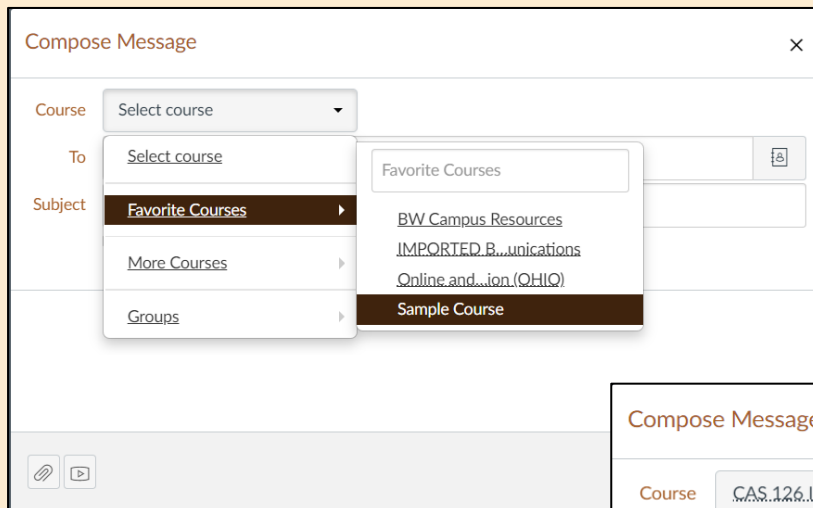 Compose Message
Course Select course
To Select course
Favorite Courses
Subject Favorite Courses
BW Campus Resources
More Courses
IMPORTED B...unications
Online and...ion (OHIO)
Groups
Sample Course
Compose Message
Course CAS 126 I